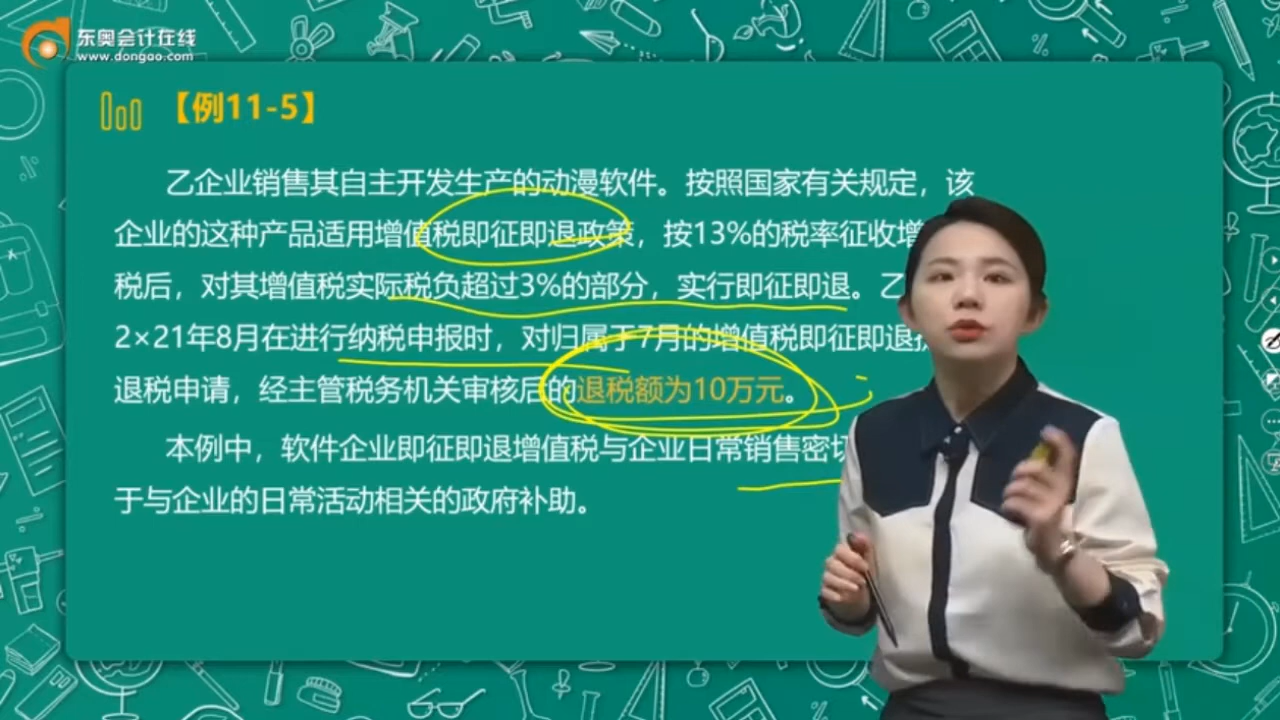 东奥会计在线
www.dongao.com
【例11-5】
乙企业销售其自主开发生产的动漫软件。按照国家有关规定，该
企业的这种产品适用增值税即征即退政策，按13%的税率征收增
税后，对其增值税实际税负超过3%的部分，实行即征即退。乙
2×21年8月在进行纳税申报时，对归属于7月的增值税即征即退
退税申请，经主管税务机关审核后的退税额为10万元。
本例中，软件企业即征即退增值税与企业日常销售密切
于与企业的日常活动相关的政府补助。